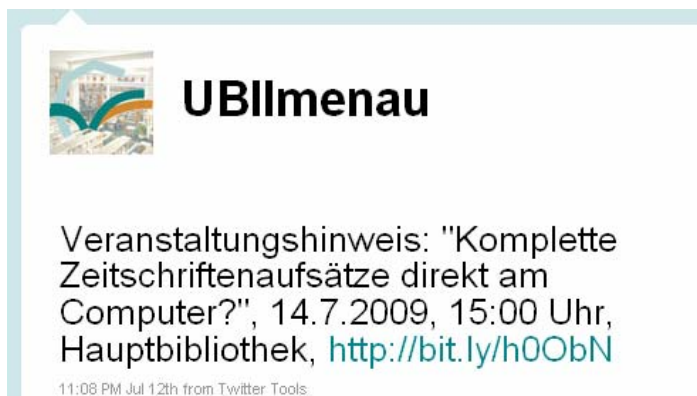 UBIlmenau
Veranstaltungshinweis: "Komplette
Zeitschriftenaufsätze direkt am
Computer?", 14.7.2009, 15:00 Uhr,
Hauptbibliothek, http://bit.ly/h0ObN
11:08 PM Jul 12th from Twitter Tools